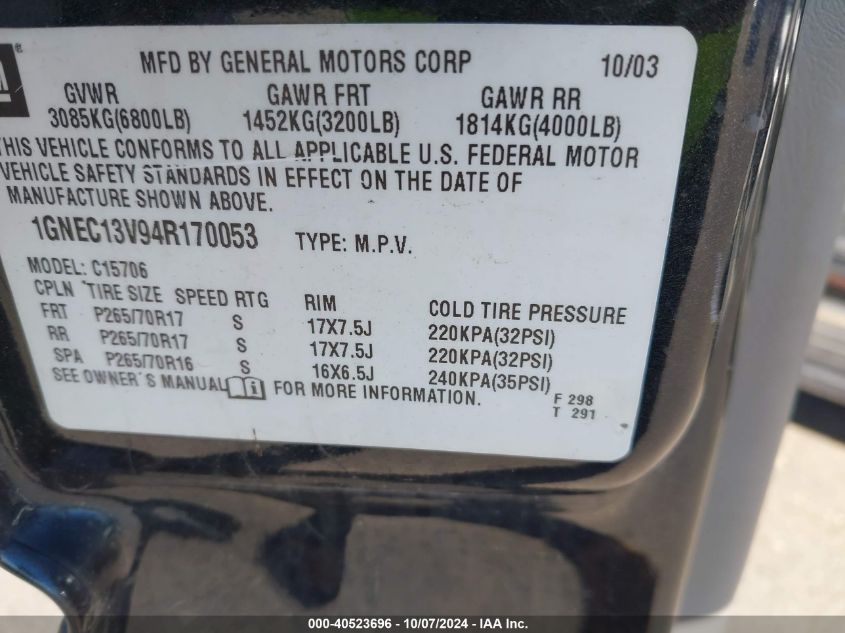 M ®
MFD BY GENERAL MOTORS CORP 10/03
GVWR GAWR FRT GAWR RR
3085KG(6800LB) 1452KG(3200LB) 1814KG(4000LB)
THIS VEHICLE CONFORMS TO ALL APPLICABLE U.S. FEDERAL MOTOR
VEHICLE SAFETY STANDARDS IN EFFECT ON THE DATE OF
MANUFACTURE SHOWN ABOVE.
1GNEC13V94R170053 TYPE: M.P.V.
MODEL: C15706
CPLN TIRE SIZE SPEED RTG RIM COLD TIRE PRESSURE
FRT P265/70R17 S 17X7.5J 220KPA(32PSI)
RR P265/70R17 S 17X7.5J 220KPA(32PSI)
SPA P265/70R16 S 16X6.5J 240KPA(35PSI)
SEE OWNER'S MANUAL i FOR MORE INFORMATION.
F 298
T 291
000-40523696 - 10/07/2024 - IAA Inc.